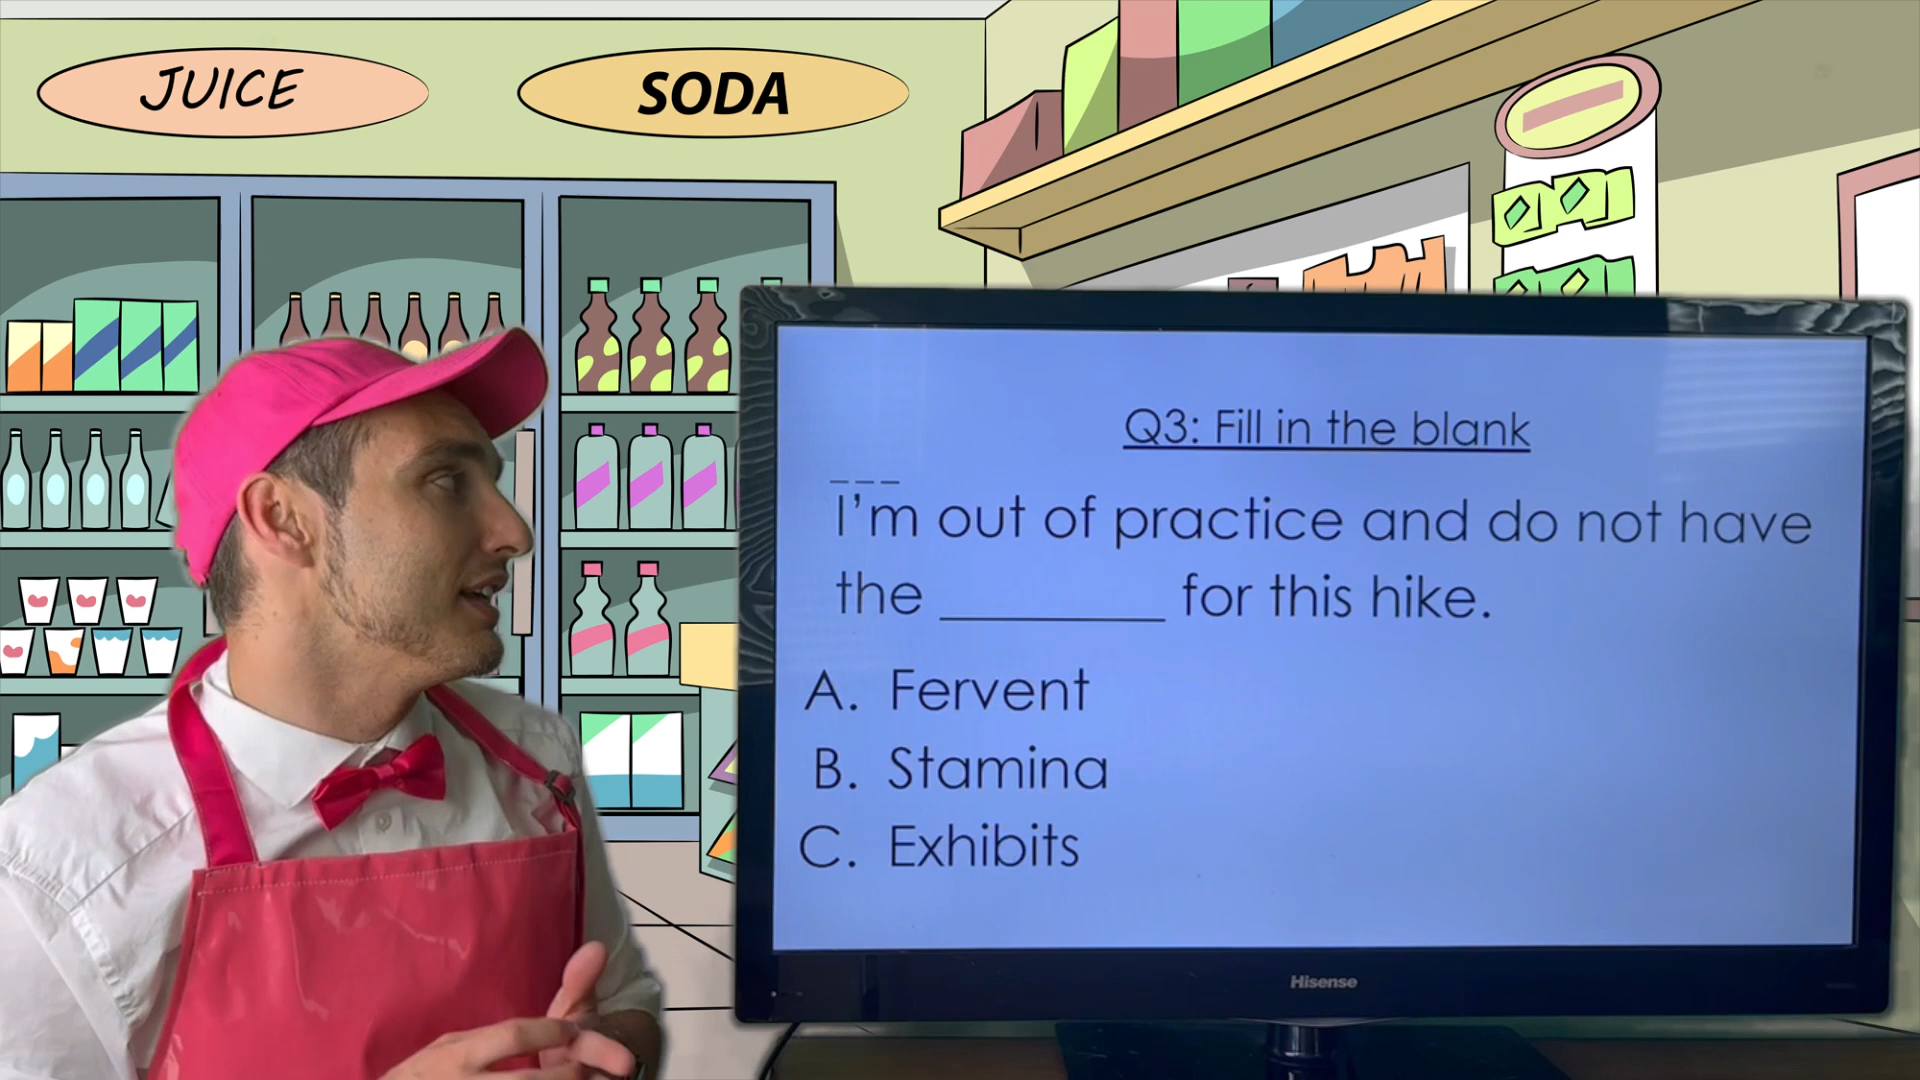 JUICE
SODA
Q3: Fill in the blank
I'm out of practice and do not have
the ________ for this hike.
A. Fervent
B. Stamina
C. Exhibits
Hisense